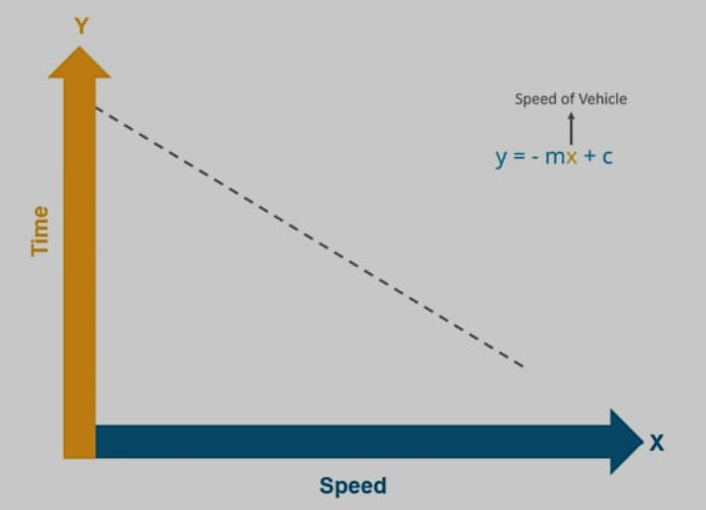 Y
Speed of Vehicle
y = - mx + c
Time
X
Speed